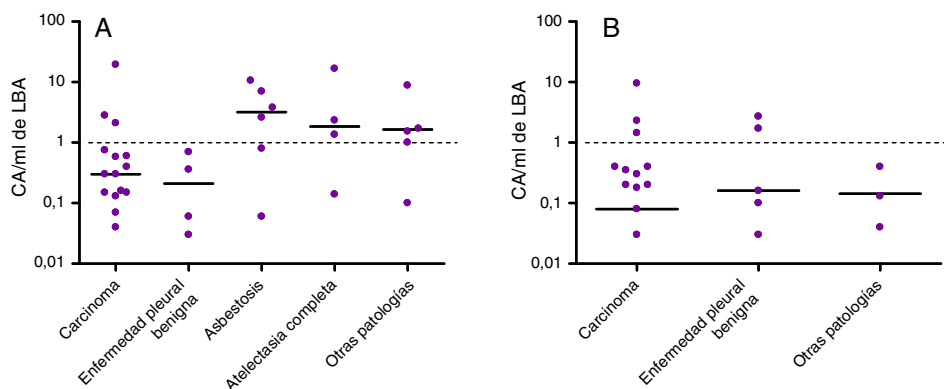 A
CA/ml de LBA
100
10
1
0,1
0,01
Carcinoma
Enfermedad pleural
benigna
Asbestosis
Atelectasia completa
Otras patologías
B
CA/ml de LBA
100
10
1
0,1
0,01
Carcinoma
Enfermedad pleural
benigna
Otras patologías